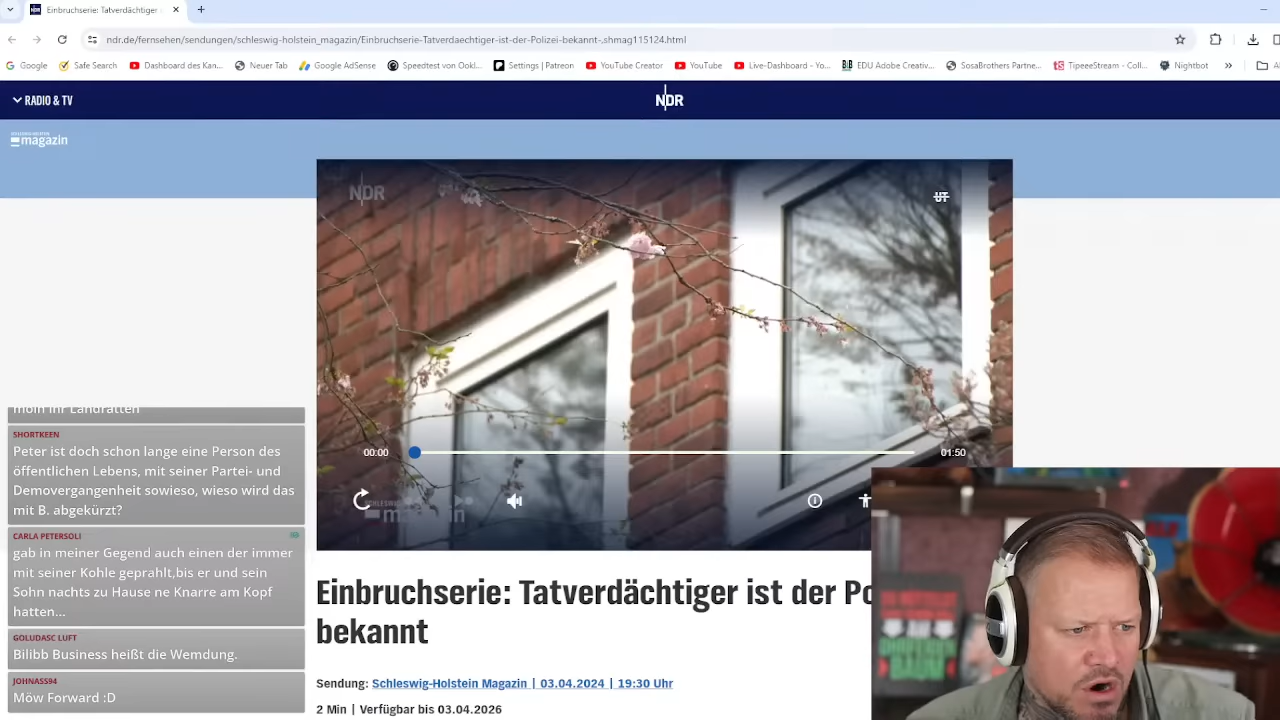 Einbruchserie: Tatverdächtiger
ndr.de/fernsehen/sendungen/schleswig-holstein_magazin/Einbruchserie-Tatverdaechtiger-ist-der-Polizei-bekannt-,shmag115124.html
Google Safe Search Dashboard des Kan... Neuer Tab Google AdSense Speedtest von Ookl... Settings | Patreon YouTube Creator YouTube Live-Dashboard - Yo... EDU Adobe Creativ... SosaBrothers Partne... TipeeeStream - Coll... Nightbot »
RADIO & TV
NDR
SCHLESWIG-HOLSTEIN
magazin
NDR
UT
00:00
01:50
SCHLESWIG
magazin
moin ihr Landratten
SHORTKEEN
Peter ist doch schon lange eine Person des
öffentlichen Lebens, mit seiner Partei- und
Demovergangenheit sowieso, wieso wird das
mit B. abgekürzt?
CARLA PETERSOLI
gab in meiner Gegend auch einen der immer
mit seiner Kohle geprahlt,bis er und sein
Sohn nachts zu Hause ne Knarre am Kopf
hatten...
GOLUDASC LUFT
Bilibb Business heißt die Wemdung.
JOHNASS94
Möw Forward :D
Einbruchserie: Tatverdächtiger ist der Po
bekannt
Sendung: Schleswig-Holstein Magazin | 03.04.2024 | 19:30 Uhr
2 Min | Verfügbar bis 03.04.2026